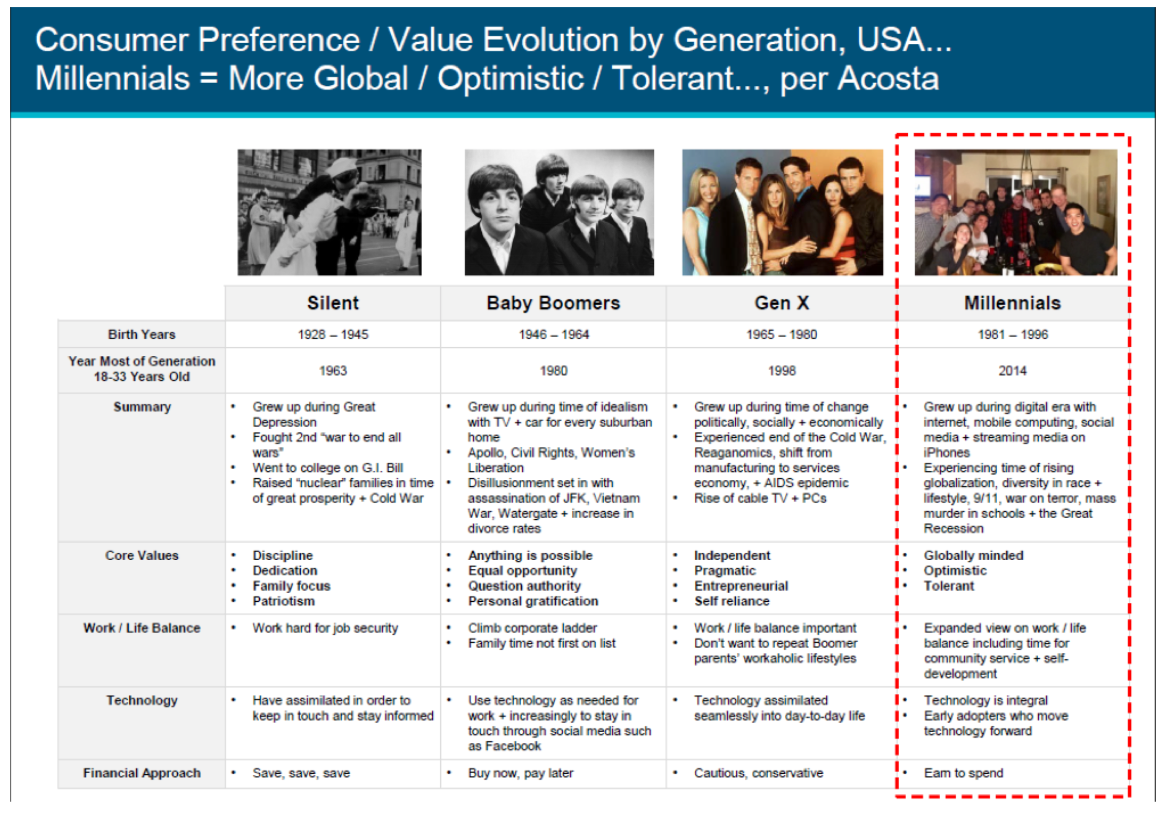 Consumer Preference / Value Evolution by Generation, USA...
Millennials = More Global / Optimistic / Tolerant..., per Acosta
Silent
Baby Boomers
Gen X
Millennials
Birth Years
1928 – 1945
1946 – 1964
1965 – 1980
1981 – 1996
Year Most of Generation
18-33 Years Old
1963
1980
1998
2014
Summary
• Grew up during Great
Depression
• Fought 2nd “war to end all
wars”
• Went to college on G.I. Bill
• Raised “nuclear” families in time
of great prosperity + Cold War
• Grew up during time of idealism
with TV + car for every suburban
home
• Apollo, Civil Rights, Women’s
Liberation
• Disillusionment set in with
assassination of JFK, Vietnam
War, Watergate + increase in
divorce rates
• Grew up during time of change
politically, socially + economically
• Experienced end of the Cold War,
Reaganomics, shift from
manufacturing to services
economy, + AIDS epidemic
• Rise of cable TV + PCs
• Grew up during digital era with
internet, mobile computing, social
media + streaming media on
iPhones
• Experiencing time of rising
globalization, diversity in race +
lifestyle, 9/11, war on terror, mass
murder in schools + the Great
Recession
Core Values
• Discipline
• Dedication
• Family focus
• Patriotism
• Anything is possible
• Equal opportunity
• Question authority
• Personal gratification
• Independent
• Pragmatic
• Entrepreneurial
• Self reliance
• Globally minded
• Optimistic
• Tolerant
Work / Life Balance
• Work hard for job security
• Climb corporate ladder
• Family time not first on list
• Work / life balance important
• Don’t want to repeat Boomer
parents’ workaholic lifestyles
• Expanded view on work / life
balance including time for
community service + self-
development
Technology
• Have assimilated in order to
keep in touch and stay informed
• Use technology as needed for
work + increasingly to stay in
touch through social media such
as Facebook
• Technology assimilated
seamlessly into day-to-day life
• Technology is integral
• Early adopters who move
technology forward
Financial Approach
• Save, save, save
• Buy now, pay later
• Cautious, conservative
• Earn to spend